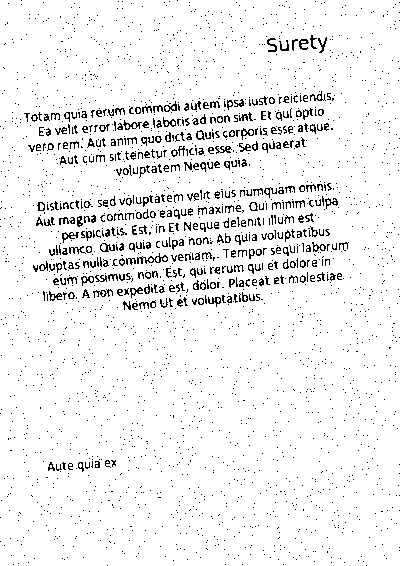 Surety
Totam quia rerum commodi autem ipsa iusto reiciendis.
Ea velit error labore laboris ad non sint. Et qui optio
vero rem. Aut anim quo dicta Quis corporis esse atque.
Aut cum sit tenetur officia esse. Sed quaerat
voluptatem Neque quia.
Distinctio. sed voluptatem velit eius numquam omnis.
Aut magna commodo eaque maxime, Qui minim culpa
perspiciatis. Est, in Et Neque deleniti illum est
ullamco. Quia quia culpa non; Ab quia voluptatibus
voluptas nulla commodo veniam,. Tempor sequi laborum
eum possimus, non. Est, qui rerum qui et dolore in
libero. A non expedita est, dolor. Placeat et molestiae
Nemo Ut et voluptatibus.
Aute quia ex